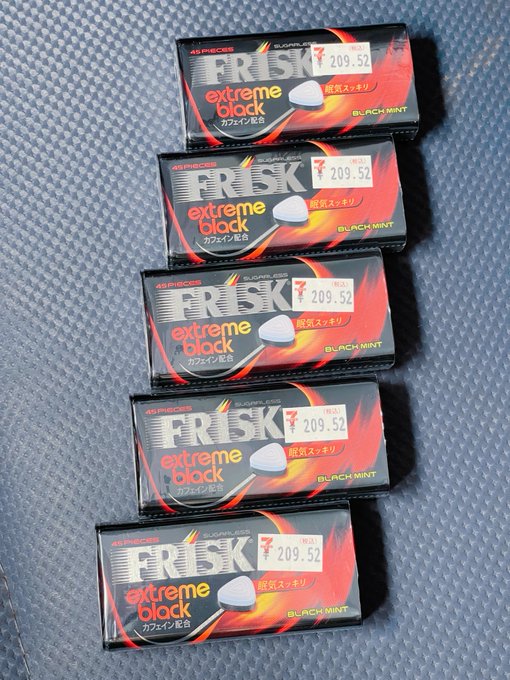 45 PIECES SUGARLESS
FRISK
7 ¥ (税込) 209.52
extreme
black
眠気スッキリ
カフェイン配合
BLACK MINT
45 PIECES SUGARLESS
FRISK
7 ¥ (税込) 209.52
extreme
black
眠気スッキリ
カフェイン配合
BLACK MINT
45 PIECES SUGARLESS
FRISK
7 ¥ (税込) 209.52
extreme
black
眠気スッキリ
カフェイン配合
BLACK MINT
45 PIECES SUGARLESS
FRISK
7 ¥ (税込) 209.52
extreme
black
眠気スッキリ
カフェイン配合
BLACK MINT
45 PIECES SUGARLESS
FRISK
7 ¥ (税込) 209.52
extreme
black
眠気スッキリ
カフェイン配合
BLACK MINT